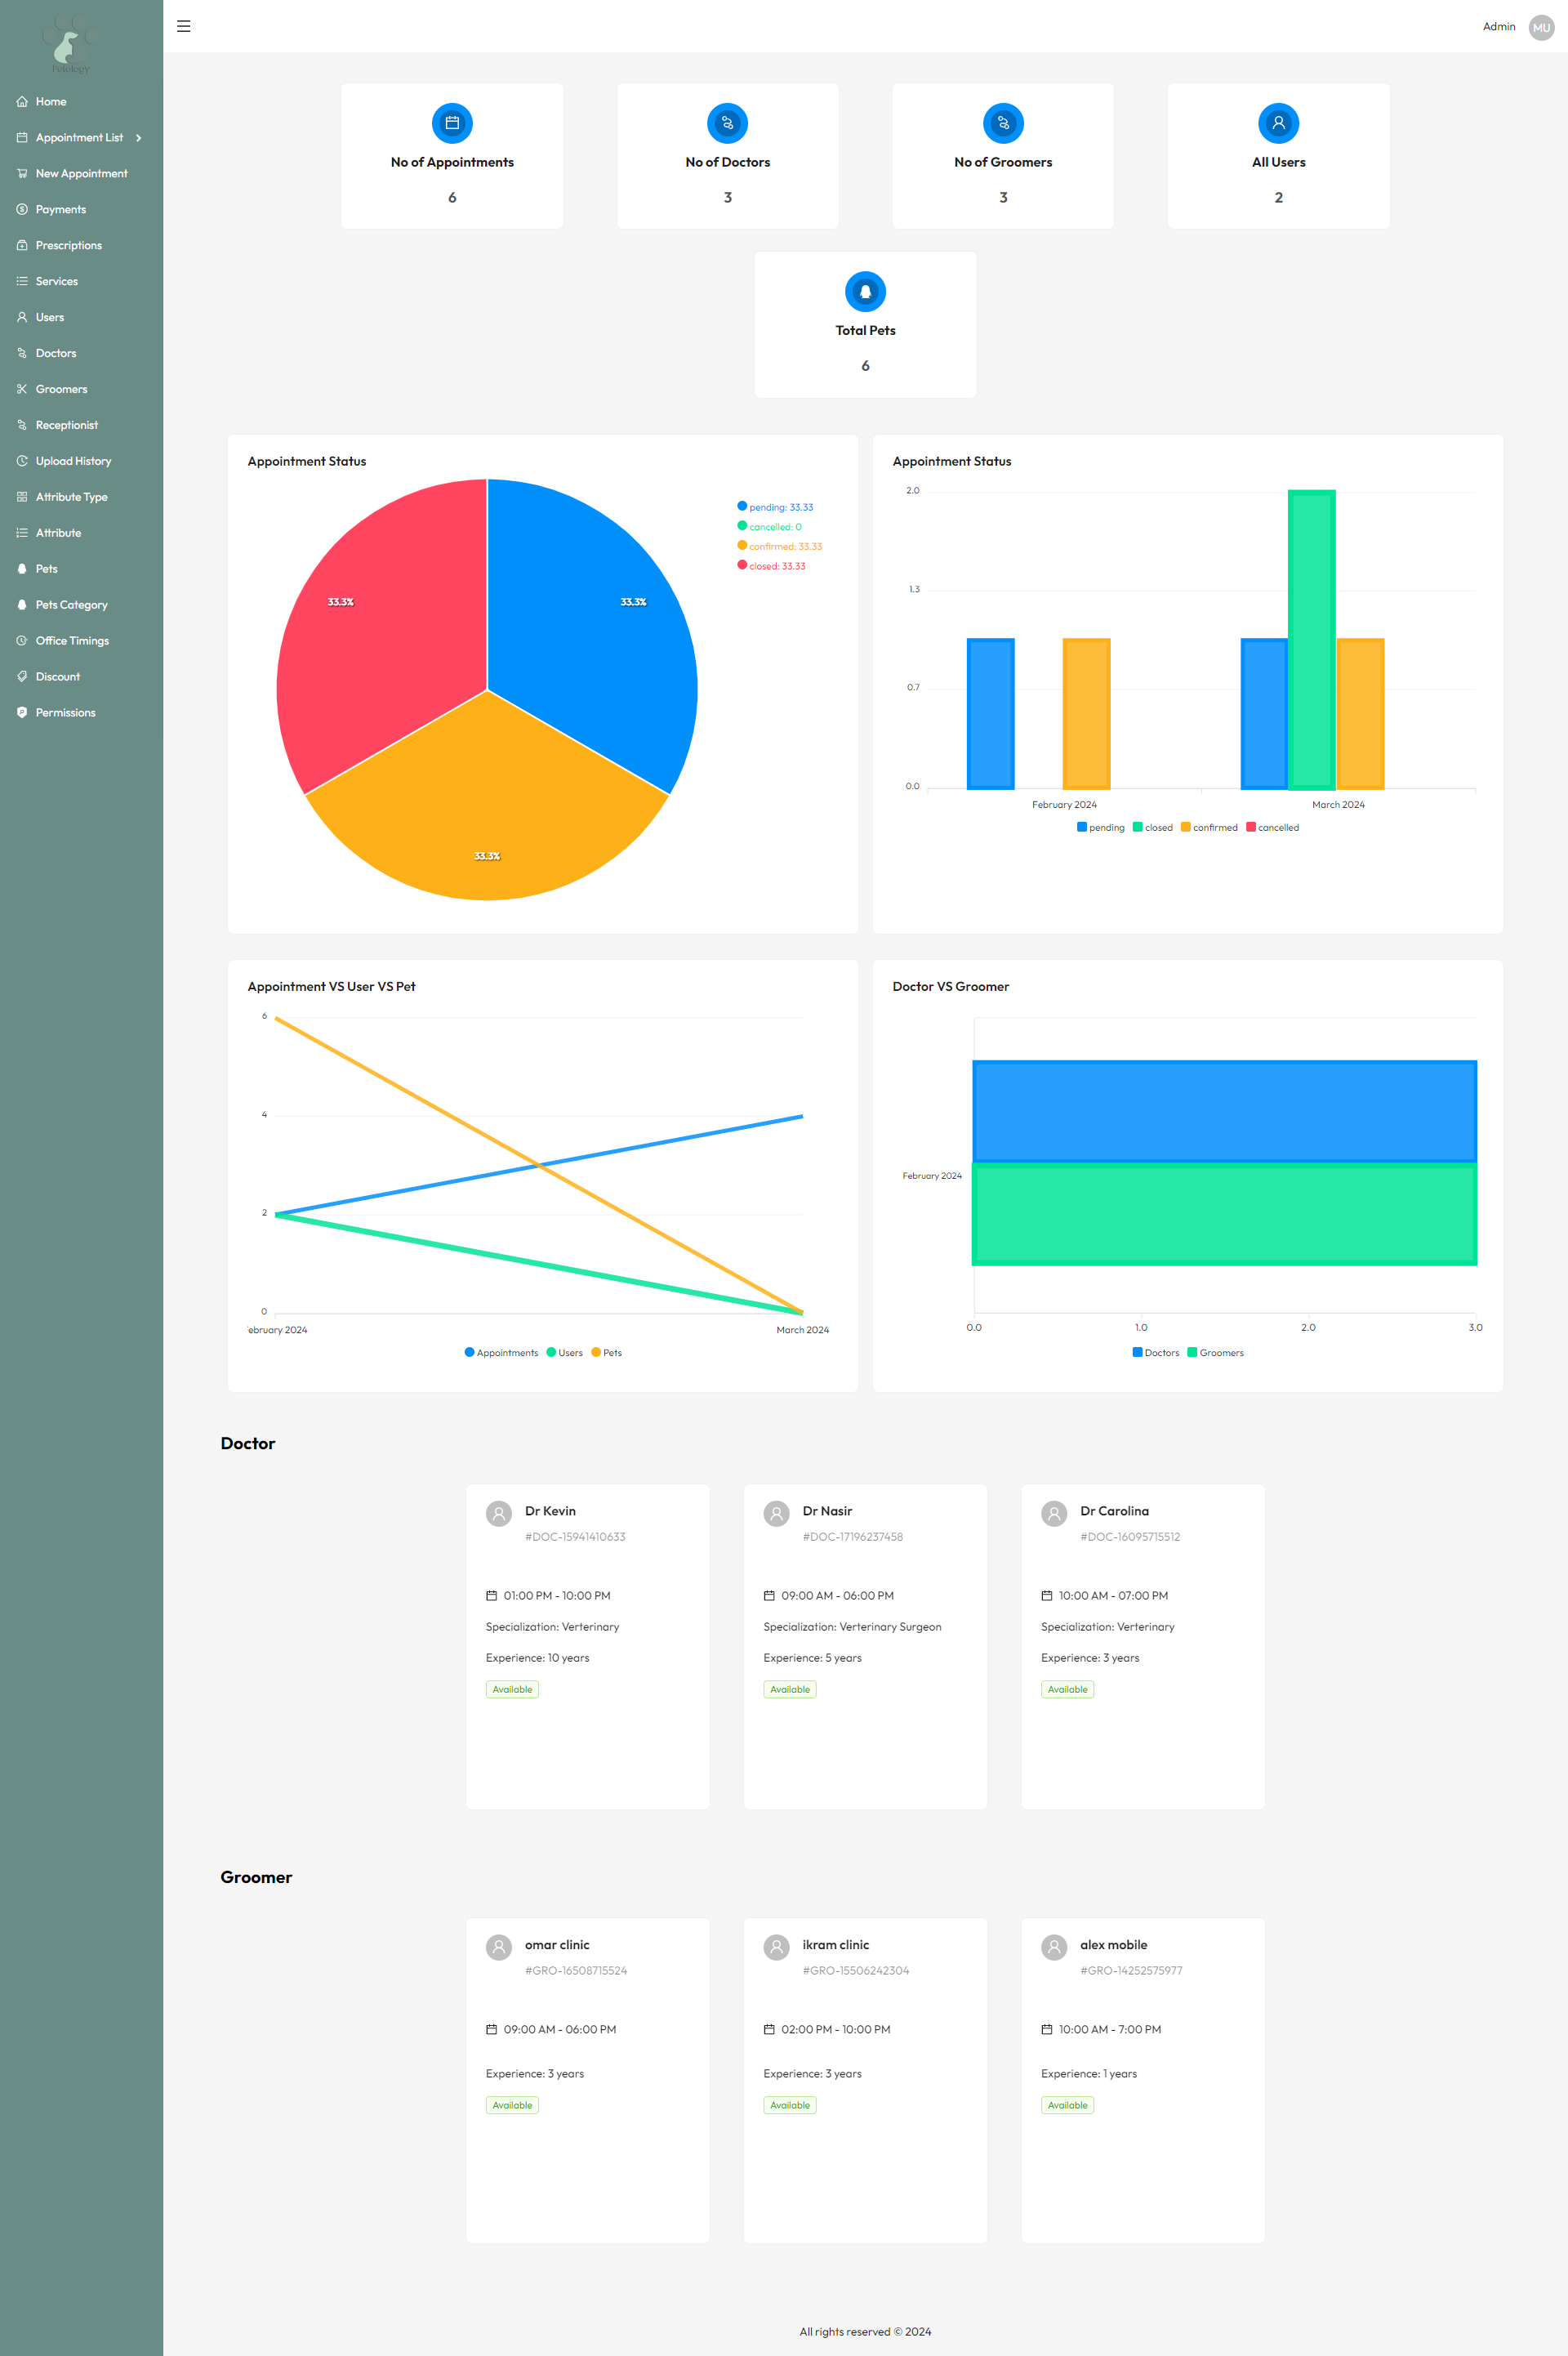 Petology
Home
Appointment List
New Appointment
Payments
Prescriptions
Services
Users
Doctors
Groomers
Receptionist
Upload History
Attribute Type
Attribute
Pets
Pets Category
Office Timings
Discount
Permissions
Admin MU
No of Appointments
6
No of Doctors
3
No of Groomers
3
All Users
2
Total Pets
6
Appointment Status
33.3%
33.3%
33.3%
pending: 33.33
cancelled: 0
confirmed: 33.33
closed: 33.33
Appointment Status
2.0
1.3
0.7
0.0
February 2024 March 2024
pending closed confirmed cancelled
Appointment VS User VS Pet
6
4
2
0
ebruary 2024 March 2024
Appointments Users Pets
Doctor VS Groomer
February 2024
0.0 1.0 2.0 3.0
Doctors Groomers
Doctor
Dr Kevin
#DOC-15941410633
01:00 PM - 10:00 PM
Specialization: Verterinary
Experience: 10 years
Available
Dr Nasir
#DOC-17196237458
09:00 AM - 06:00 PM
Specialization: Verterinary Surgeon
Experience: 5 years
Available
Dr Carolina
#DOC-16095715512
10:00 AM - 07:00 PM
Specialization: Verterinary
Experience: 3 years
Available
Groomer
omar clinic
#GRO-16508715524
09:00 AM - 06:00 PM
Experience: 3 years
Available
ikram clinic
#GRO-15506242304
02:00 PM - 10:00 PM
Experience: 3 years
Available
alex mobile
#GRO-14252575977
10:00 AM - 7:00 PM
Experience: 1 years
Available
All rights reserved © 2024